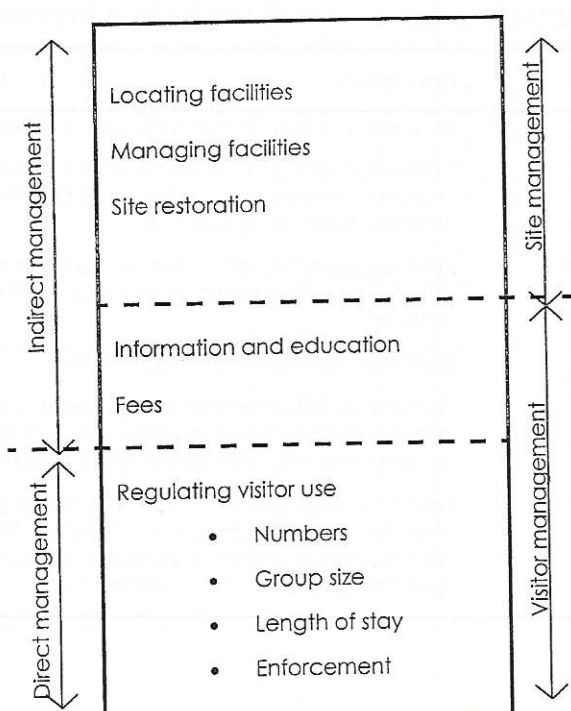 Locating facilities
Managing facilities
Site restoration
Information and education
Fees
Regulating visitor use
• Numbers
• Group size
• Length of stay
• Enforcement
Indirect management
Direct management
Site management
Visitor management